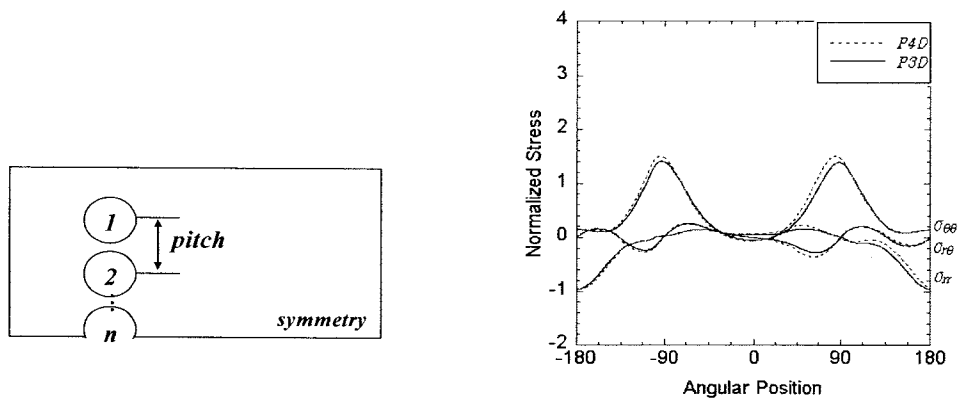 1
pitch
2
n
symmetry
P4D
P3D
4
3
2
1
0
-1
-2
Normalized Stress
-180
-90
0
90
180
Angular Position
σθθ
σrθ
σrr